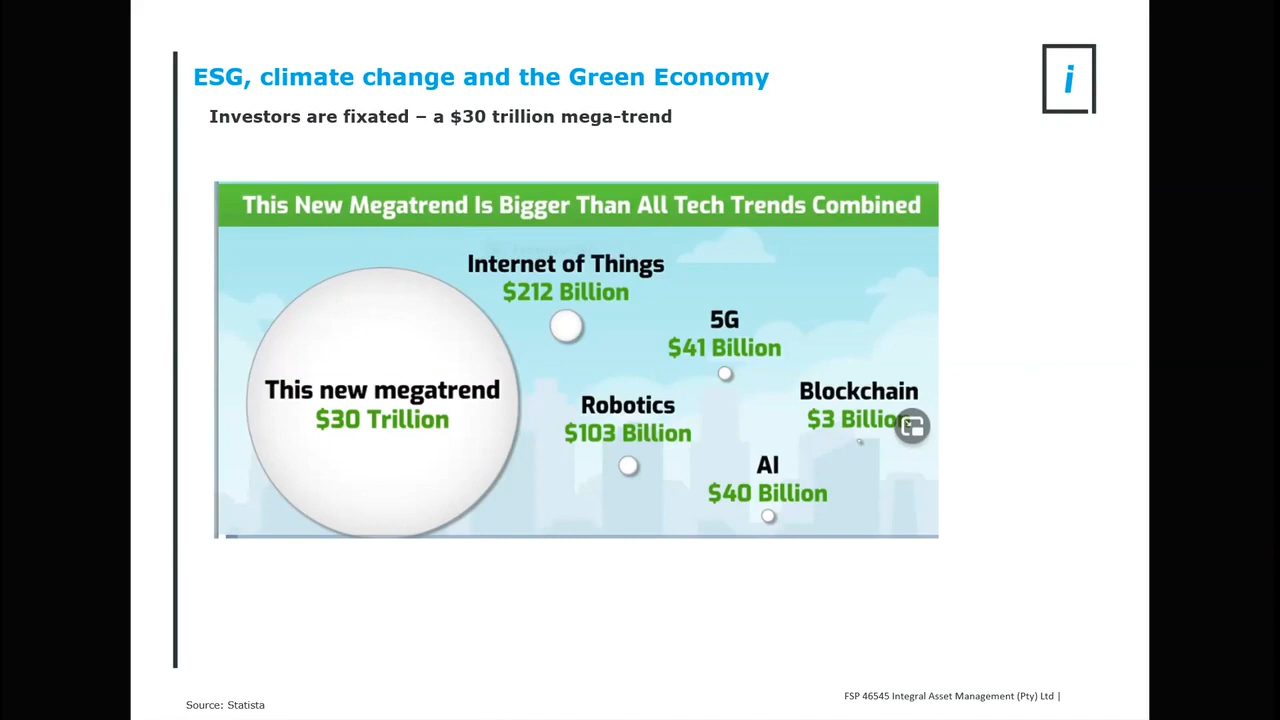 ESG, climate change and the Green Economy
i
Investors are fixated – a $30 trillion mega-trend
This New Megatrend Is Bigger Than All Tech Trends Combined
Internet of Things
$212 Billion
5G
$41 Billion
This new megatrend
$30 Trillion
Robotics
$103 Billion
Blockchain
$3 Billion
AI
$40 Billion
FSP 46545 Integral Asset Management (Pty) Ltd |
Source: Statista